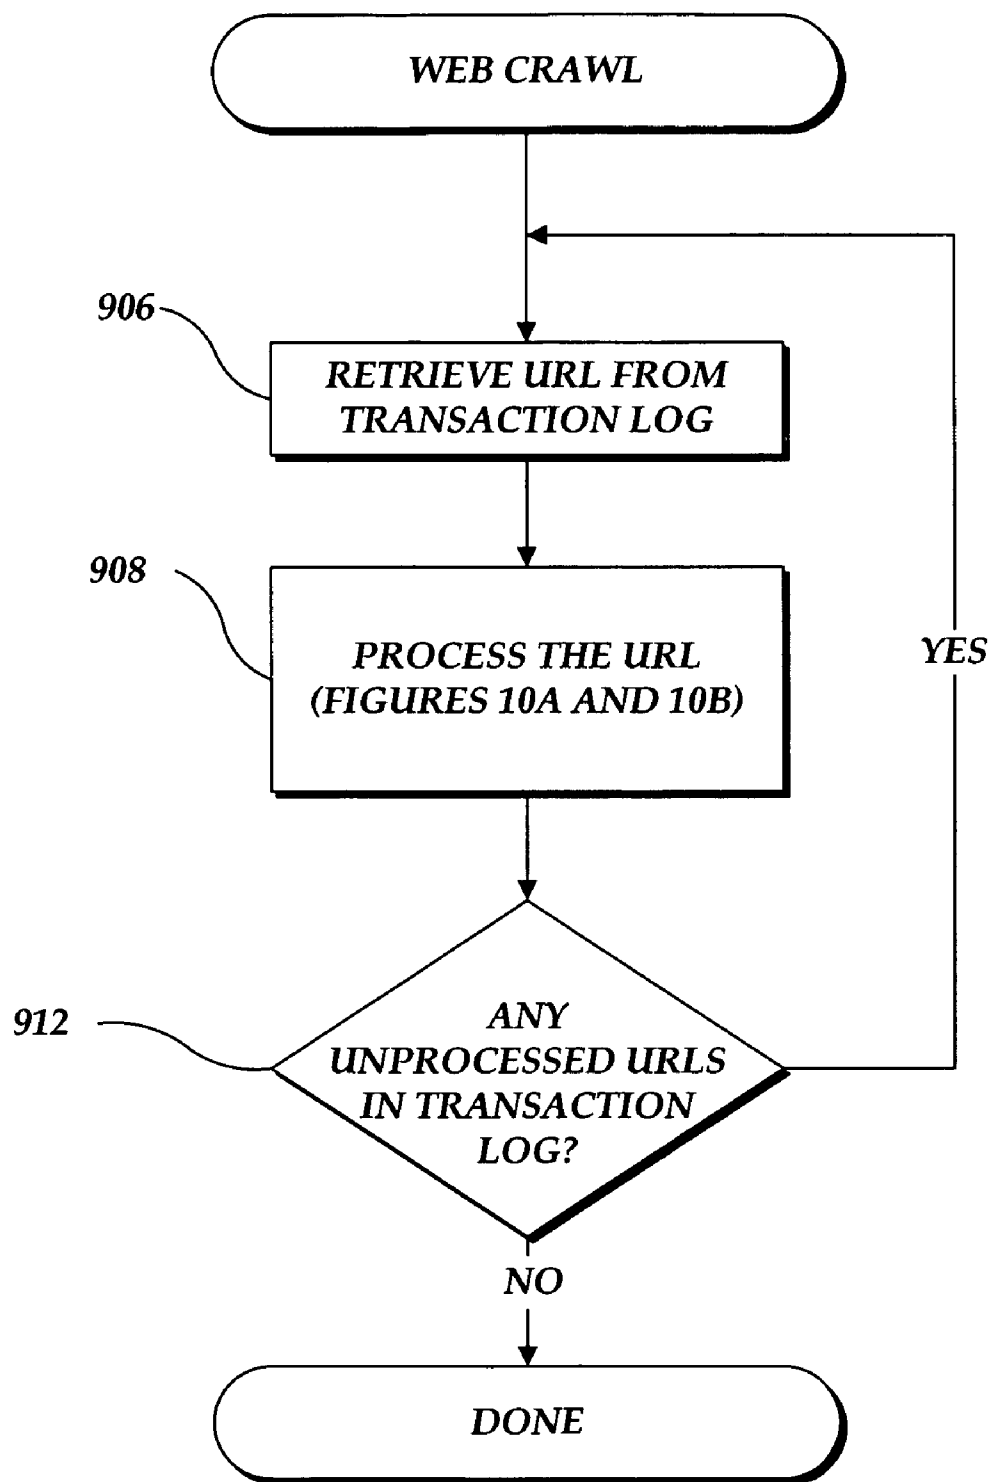 WEB CRAWL
906
RETRIEVE URL FROM
TRANSACTION LOG
908
PROCESS THE URL
(FIGURES 10A AND 10B)
YES
912
ANY
UNPROCESSED URLS
IN TRANSACTION
LOG?
NO
DONE